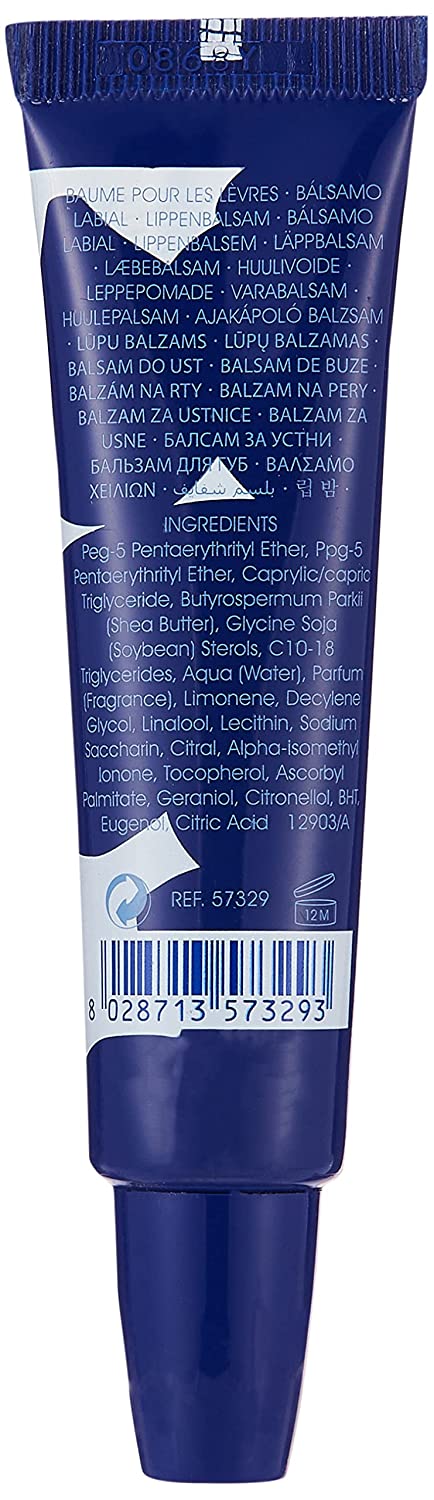 08687
BAUME POUR LES LÈVRES · BÁLSAMO
LABIAL · LIPPENBALSAM · BÁLSAMO
LABIAL · LIPPENBALSEM · LÄPPBALSAM
· LÆBEBALSAM · HUULIVOIDE ·
LEPPEPOMADE · VARABALSAM ·
HUULEPALSAM · AJAKÁPOLÓ BALZSAM
· LŪPU BALZAMS · LŪPŲ BALZAMAS ·
BALSAM DO UST · BALSAM DE BUZE ·
BALZÁM NA RTY · BALZAM NA PERY ·
BALZAM ZA USTNICE · BALZAM ZA
USNE · БАЛСАМ ЗА УСТНИ ·
БАЛЬЗАМ ДЛЯ ГУБ · ΒΑΛΣΑΜΟ
ΧΕΙΛΙΩΝ · بلسم شفايف · 립 밤 ·
INGREDIENTS
Peg-5 Pentaerythrityl Ether, Ppg-5
Pentaerythrityl Ether, Caprylic/capric
Triglyceride, Butyrospermum Parkii
(Shea Butter), Glycine Soja
(Soybean) Sterols, C10-18
Triglycerides, Aqua (Water), Parfum
(Fragrance), Limonene, Decylene
Glycol, Linalool, Lecithin, Sodium
Saccharin, Citral, Alpha-isomethyl
Ionone, Tocopherol, Ascorbyl
Palmitate, Geraniol, Citronellol, BHT,
Eugenol, Citric Acid 12903/A
REF. 57329
12M
8 028713 573293